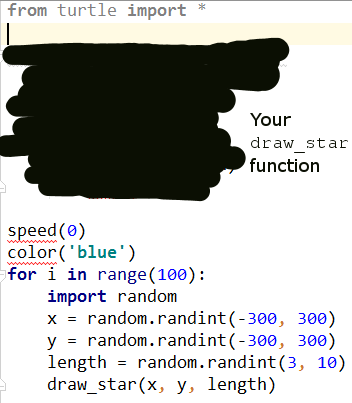 from turtle import *
Your
draw_star
function
speed(0)
color('blue')
for i in range(100):
    import random
    x = random.randint(-300, 300)
    y = random.randint(-300, 300)
    length = random.randint(3, 10)
    draw_star(x, y, length)